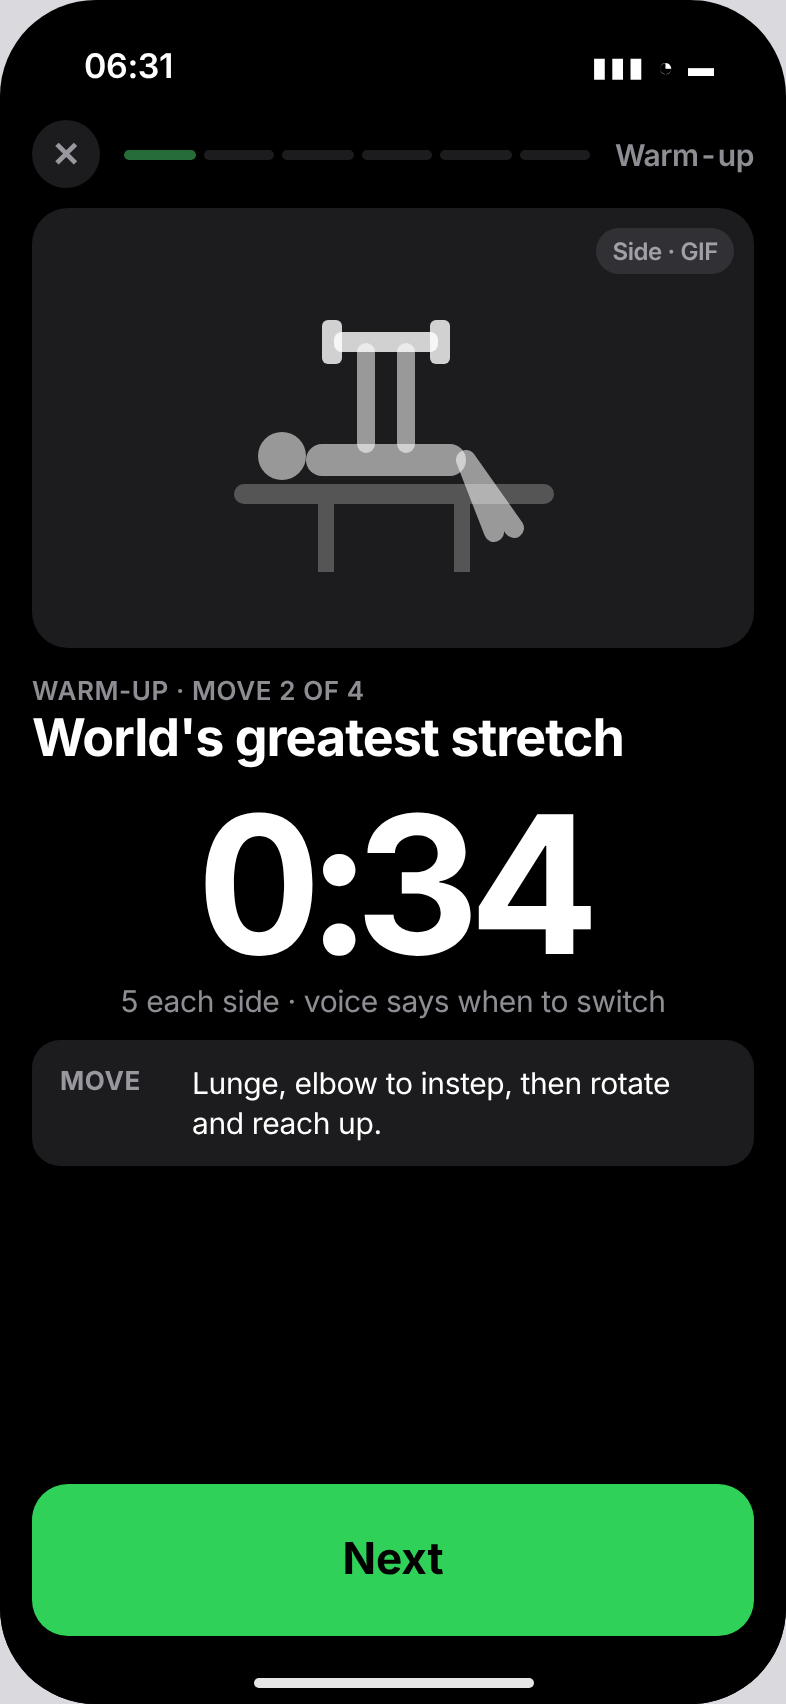 06:31
Warm-up
Side · GIF
WARM-UP · MOVE 2 OF 4
World's greatest stretch
0:34
5 each side · voice says when to switch
MOVE
Lunge, elbow to instep, then rotate
and reach up.
Next